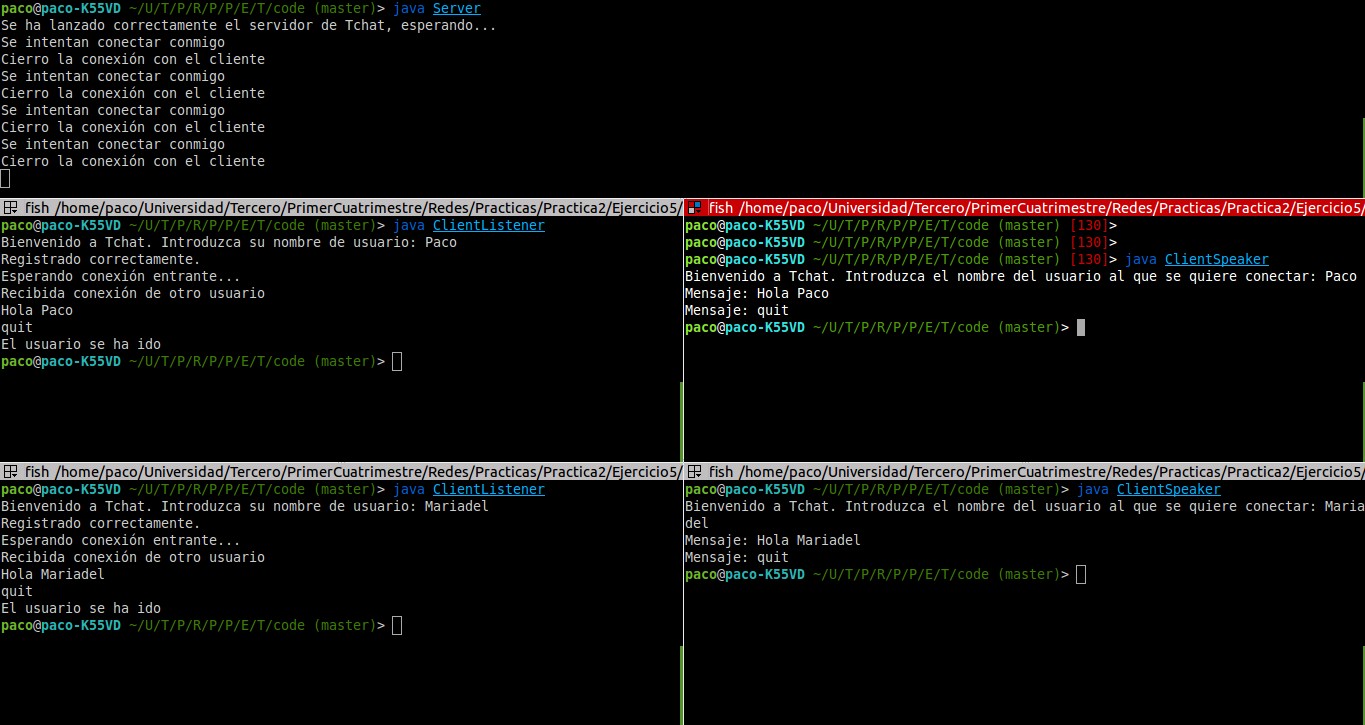 paco@paco-K55VD ~/U/T/P/R/P/P/E/T/code (master)> java Server
Se ha lanzado correctamente el servidor de Tchat, esperando...
Se intentan conectar conmigo
Cierro la conexión con el cliente
Se intentan conectar conmigo
Cierro la conexión con el cliente
Se intentan conectar conmigo
Cierro la conexión con el cliente
Se intentan conectar conmigo
Cierro la conexión con el cliente
fish /home/paco/Universidad/Tercero/PrimerCuatrimestre/Redes/Practicas/Practica2/Ejercicio5/
paco@paco-K55VD ~/U/T/P/R/P/P/E/T/code (master)> java ClientListener
Bienvenido a Tchat. Introduzca su nombre de usuario: Paco
Registrado correctamente.
Esperando conexión entrante...
Recibida conexión de otro usuario
Hola Paco
quit
El usuario se ha ido
paco@paco-K55VD ~/U/T/P/R/P/P/E/T/code (master)>
fish /home/paco/Universidad/Tercero/PrimerCuatrimestre/Redes/Practicas/Practica2/Ejercicio5/
paco@paco-K55VD ~/U/T/P/R/P/P/E/T/code (master) [130]>
paco@paco-K55VD ~/U/T/P/R/P/P/E/T/code (master) [130]>
paco@paco-K55VD ~/U/T/P/R/P/P/E/T/code (master) [130]> java ClientSpeaker
Bienvenido a Tchat. Introduzca el nombre del usuario al que se quiere conectar: Paco
Mensaje: Hola Paco
Mensaje: quit
paco@paco-K55VD ~/U/T/P/R/P/P/E/T/code (master)>
fish /home/paco/Universidad/Tercero/PrimerCuatrimestre/Redes/Practicas/Practica2/Ejercicio5/
paco@paco-K55VD ~/U/T/P/R/P/P/E/T/code (master)> java ClientListener
Bienvenido a Tchat. Introduzca su nombre de usuario: Mariadel
Registrado correctamente.
Esperando conexión entrante...
Recibida conexión de otro usuario
Hola Mariadel
quit
El usuario se ha ido
paco@paco-K55VD ~/U/T/P/R/P/P/E/T/code (master)>
fish /home/paco/Universidad/Tercero/PrimerCuatrimestre/Redes/Practicas/Practica2/Ejercicio5/
paco@paco-K55VD ~/U/T/P/R/P/P/E/T/code (master)> java ClientSpeaker
Bienvenido a Tchat. Introduzca el nombre del usuario al que se quiere conectar: Maria
del
Mensaje: Hola Mariadel
Mensaje: quit
paco@paco-K55VD ~/U/T/P/R/P/P/E/T/code (master)>